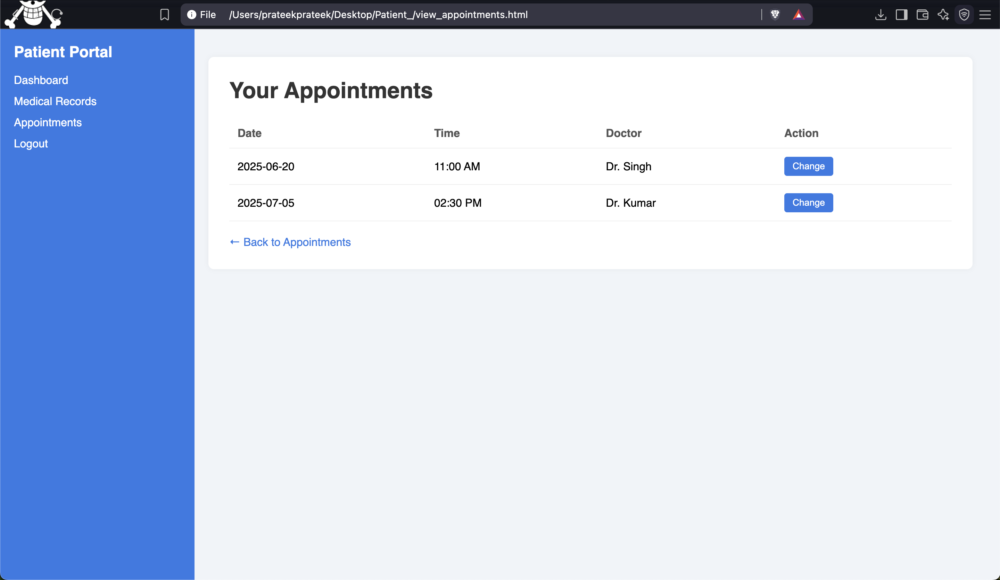 File /Users/prateekprateek/Desktop/Patient_/view_appointments.html
Patient Portal
Dashboard
Medical Records
Appointments
Logout
Your Appointments
Date Time Doctor Action
2025-06-20 11:00 AM Dr. Singh Change
2025-07-05 02:30 PM Dr. Kumar Change
← Back to Appointments